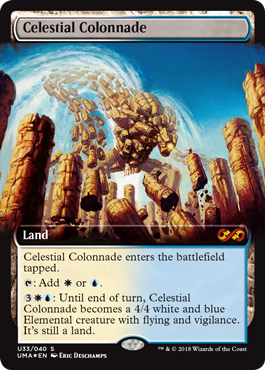 Celestial Colonnade
Land
Celestial Colonnade enters the battlefield
tapped.
: Add or .
3: Until end of turn, Celestial
Colonnade becomes a 4/4 white and blue
Elemental creature with flying and vigilance.
It's still a land.
U33/040 S
UMA★EN ERIC DESCHAMPS
™ & © 2018 Wizards of the Coast